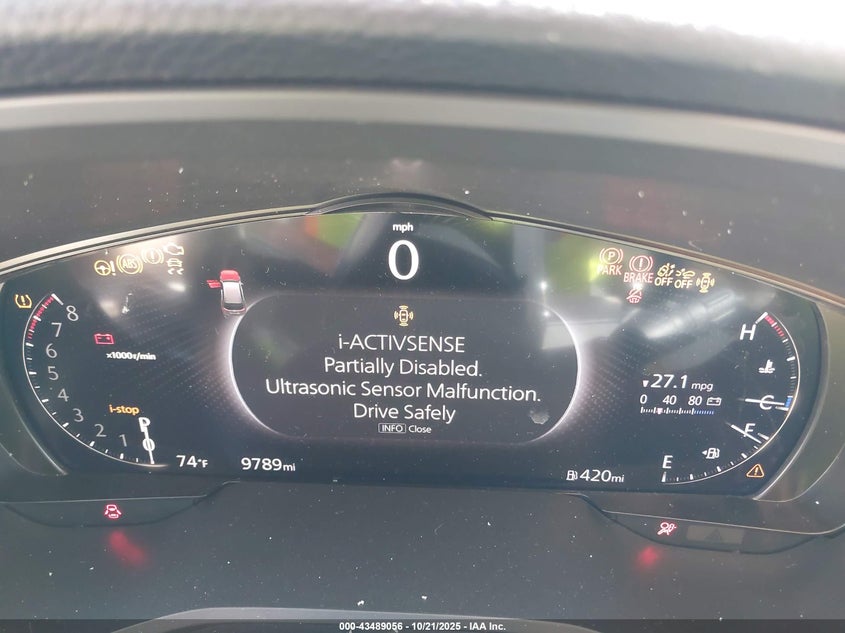 mph
0
ABS
PARK
BRAKE
OFF OFF
8
7
6
5
4
3
2
1
0
x1000r/min
i-stop
P
i-ACTIVSENSE
Partially Disabled.
Ultrasonic Sensor Malfunction.
Drive Safely
INFO Close
H
C
27.1 mpg
0 40 80
F
E
74°F
9789mi
420mi
000-43489056 - 10/21/2025 - IAA Inc.